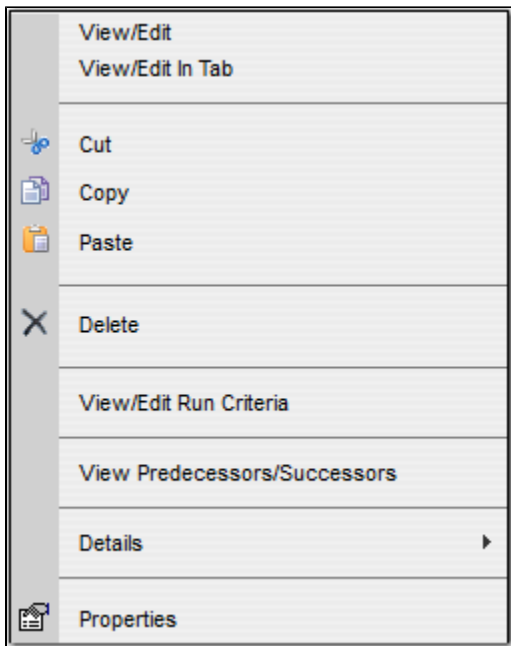 View/Edit
View/Edit In Tab
Cut
Copy
Paste
Delete
View/Edit Run Criteria
View Predecessors/Successors
Details
Properties